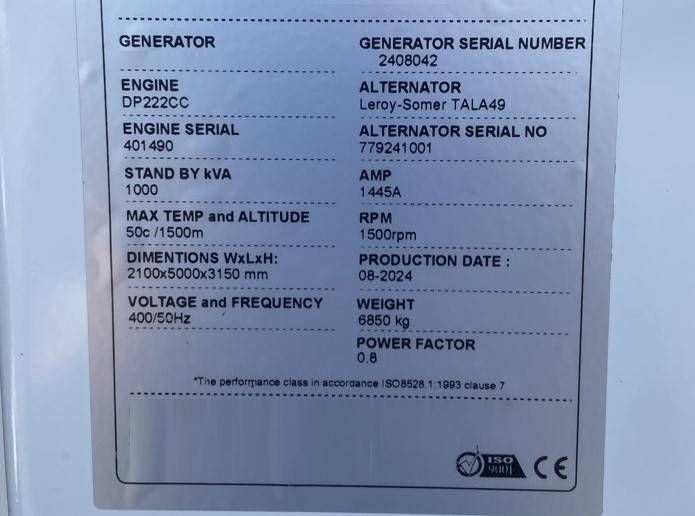 GENERATOR
GENERATOR SERIAL NUMBER
2408042
ENGINE
DP222CC
ALTERNATOR
Leroy-Somer TALA49
ENGINE SERIAL
401490
ALTERNATOR SERIAL NO
779241001
STAND BY kVA
1000
AMP
1445A
MAX TEMP and ALTITUDE
50c /1500m
RPM
1500rpm
DIMENTIONS WxLxH:
2100x5000x3150 mm
PRODUCTION DATE :
08-2024
VOLTAGE and FREQUENCY
400/50Hz
WEIGHT
6850 kg
POWER FACTOR
0.8
*The performance class in accordance ISO8528.1:1993 clause 7
ISO
9001
CE